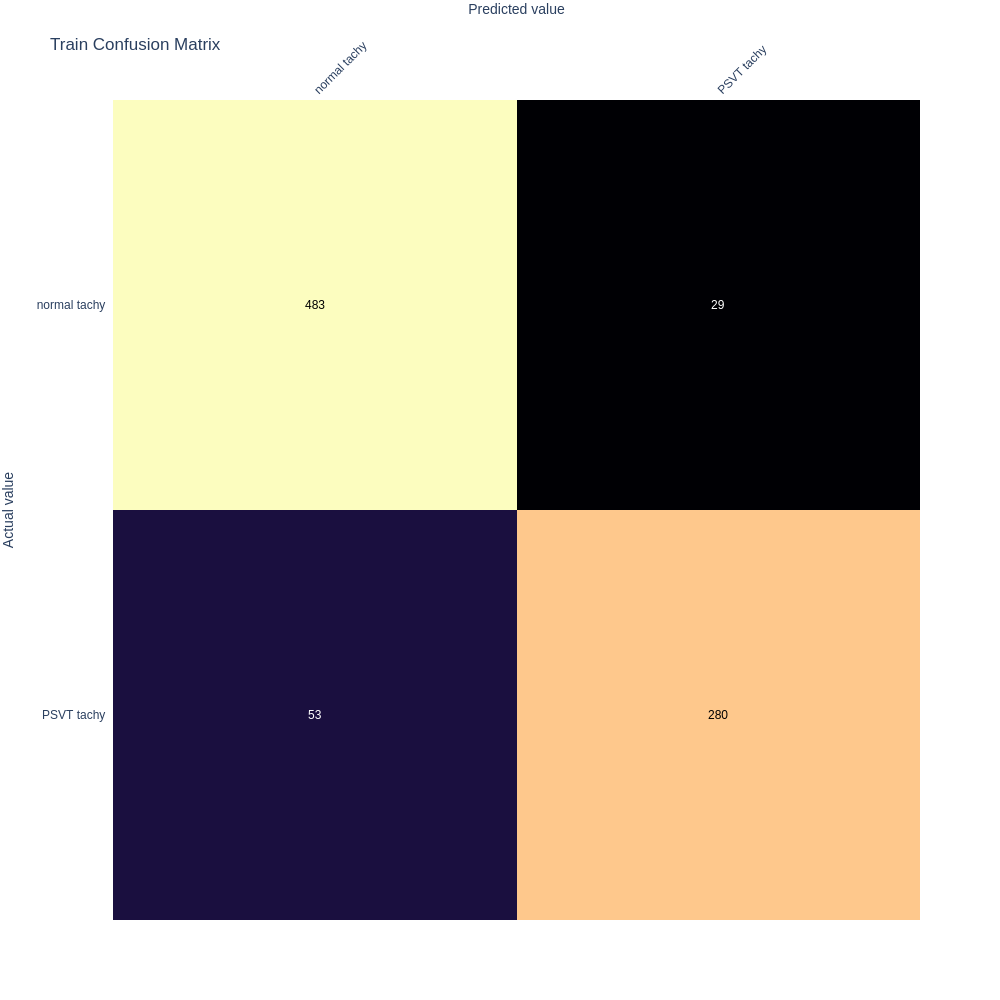 Predicted value
Train Confusion Matrix
normal tachy
PSVT tachy
normal tachy
483
29
Actual value
PSVT tachy
53
280